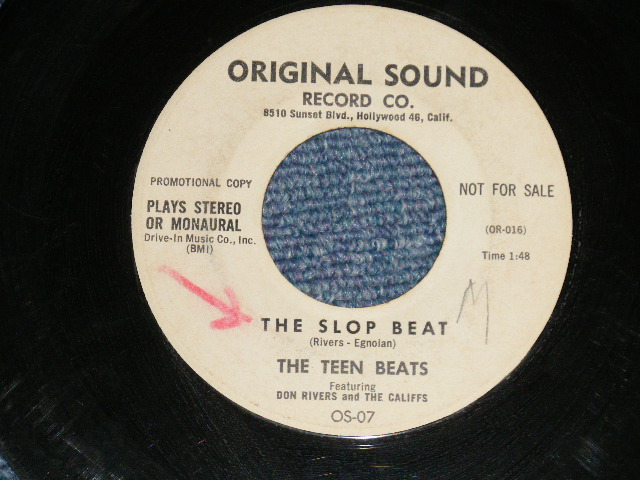 ORIGINAL SOUND
RECORD CO.
8510 Sunset Blvd., Hollywood 46, Calif.
PROMOTIONAL COPY
NOT FOR SALE
PLAYS STEREO
OR MONAURAL
Drive-In Music Co., Inc.
(BMI)
(OR-016)
Time 1:48
M
THE SLOP BEAT
(Rivers - Egnoian)
THE TEEN BEATS
Featuring
DON RIVERS and THE CALIFFS
OS-07